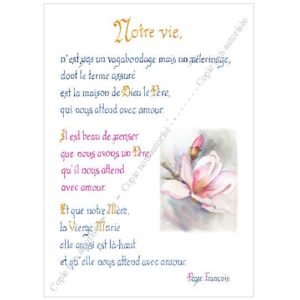 Notre vie,
n'est pas un vagabondage mais un pèlerinage,
dont le terme assuré
est la maison de Dieu le Père,
qui nous attend avec amour.
Il est beau de penser
que nous avons un Père
qu'il nous attend
avec amour.
Et que notre Mère,
la Vierge Marie
elle aussi est là-haut
et qu'elle nous attend avec amour.
Pape François
Copie non autorisée - Copie non autorisée - Copie non autorisée